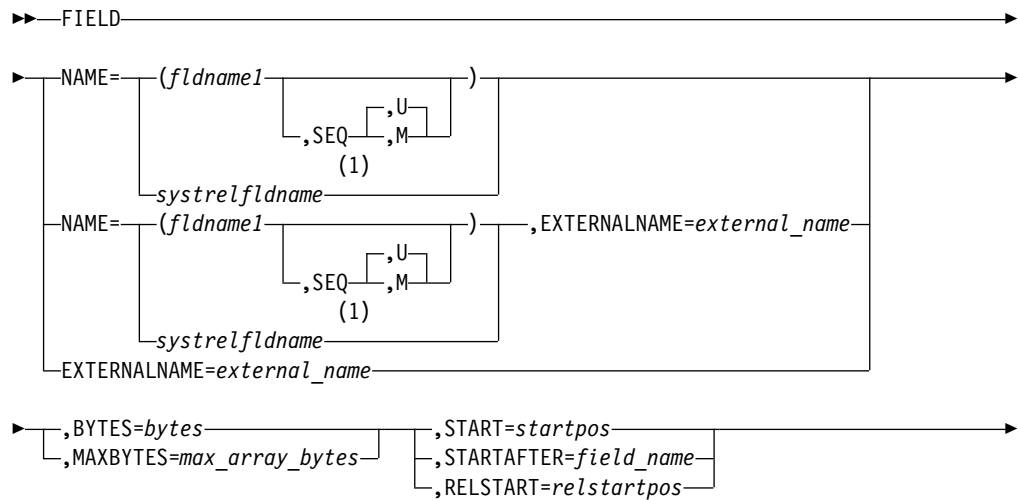 FIELD
NAME= (fldname1 )
,U
,SEQ ,M
(1)
systrelfldname
NAME= (fldname1 ) ,EXTERNALNAME=external_name
,U
,SEQ ,M
(1)
systrelfldname
EXTERNALNAME=external_name
,BYTES=bytes ,START=startpos
,MAXBYTES=max_array_bytes ,STARTAFTER=field_name
,RELSTART=relstartpos